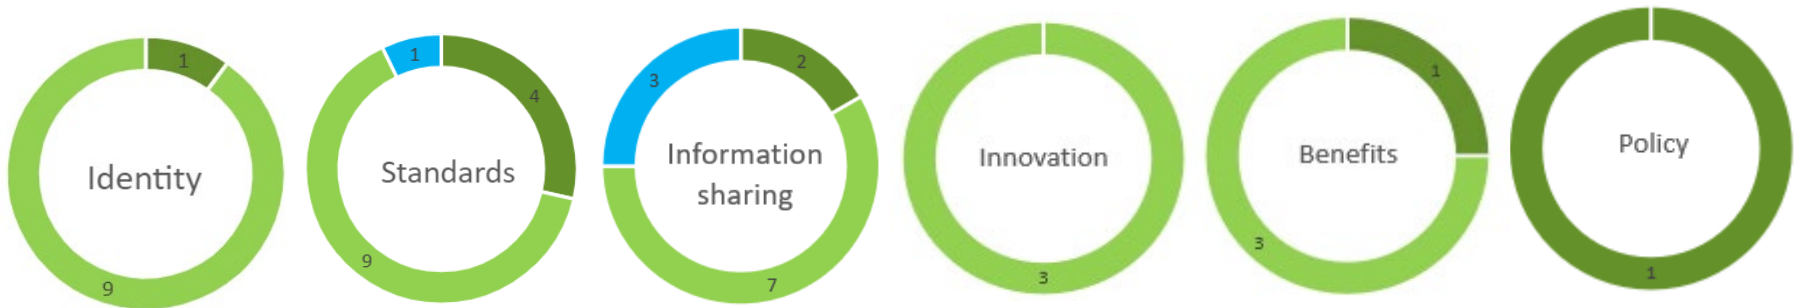 1
Identity
9
1
4
Standards
9
3
2
Information
sharing
7
Innovation
3
1
Benefits
3
Policy
1